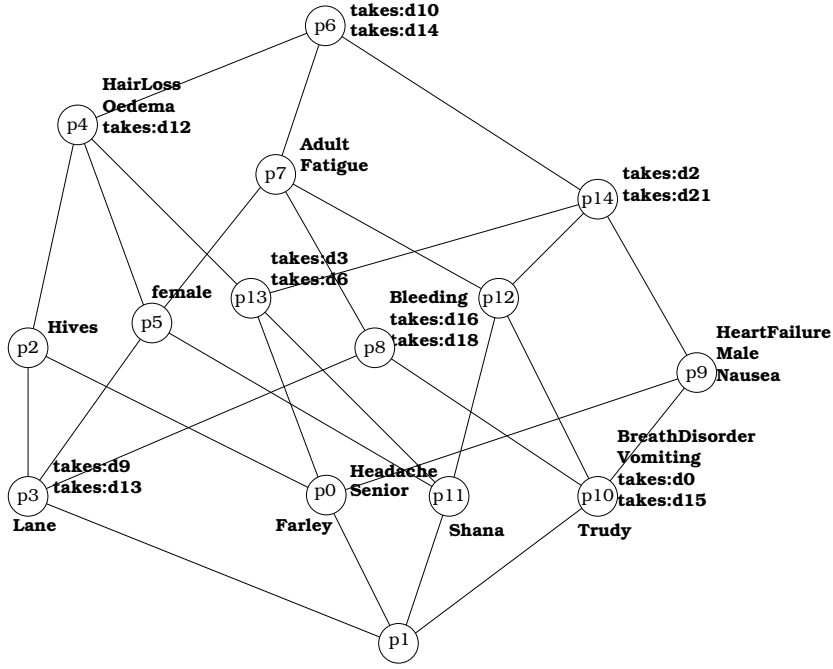 p6
takes:d10
takes:d14
HairLoss
Oedema
takes:d12
p4
Adult
Fatigue
p7
takes:d2
takes:d21
p14
takes:d3
takes:d6
p13
female
p5
Bleeding
takes:d16
takes:d18
p12
p8
Hives
p2
HeartFailure
Male
Nausea
p9
BreathDisorder
Vomiting
takes:d0
takes:d15
p10
Trudy
takes:d9
takes:d13
p3
Lane
Headache
Senior
p0
Farley
p11
Shana
p1